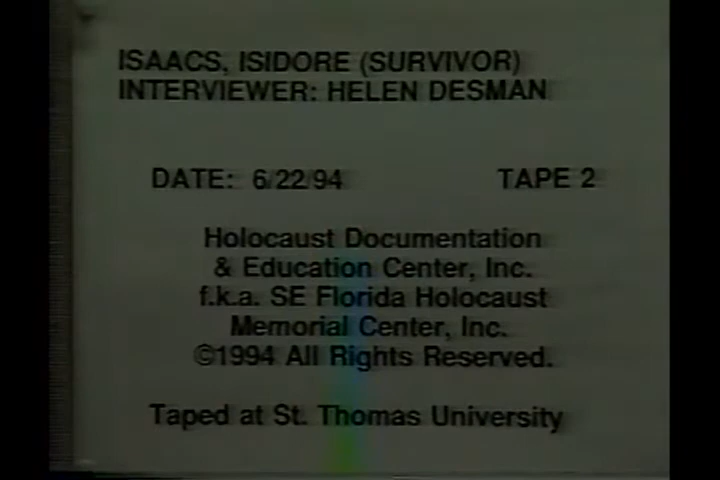 ISAACS, ISIDORE (SURVIVOR)
INTERVIEWER: HELEN DESMAN
DATE: 6/22/94 TAPE 2
Holocaust Documentation
& Education Center, Inc.
f.k.a. SE Florida Holocaust
Memorial Center, Inc.
©1994 All Rights Reserved.
Taped at St. Thomas University